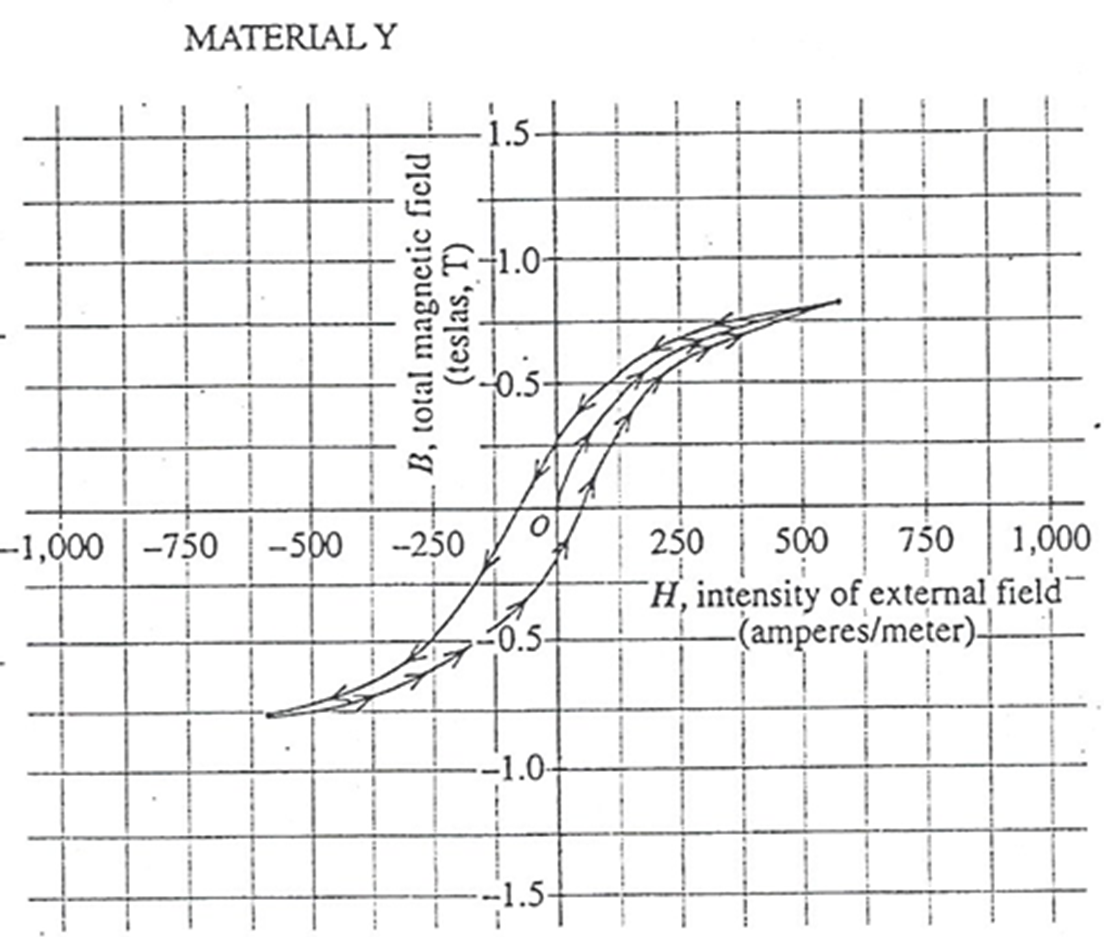 MATERIAL Y
1.5
1.0
0.5
B, total magnetic field
(teslas, T)
O
–1,000 –750 –500 –250 250 500 750 1,000
H, intensity of external field
(amperes/meter)
–0.5
–1.0
–1.5